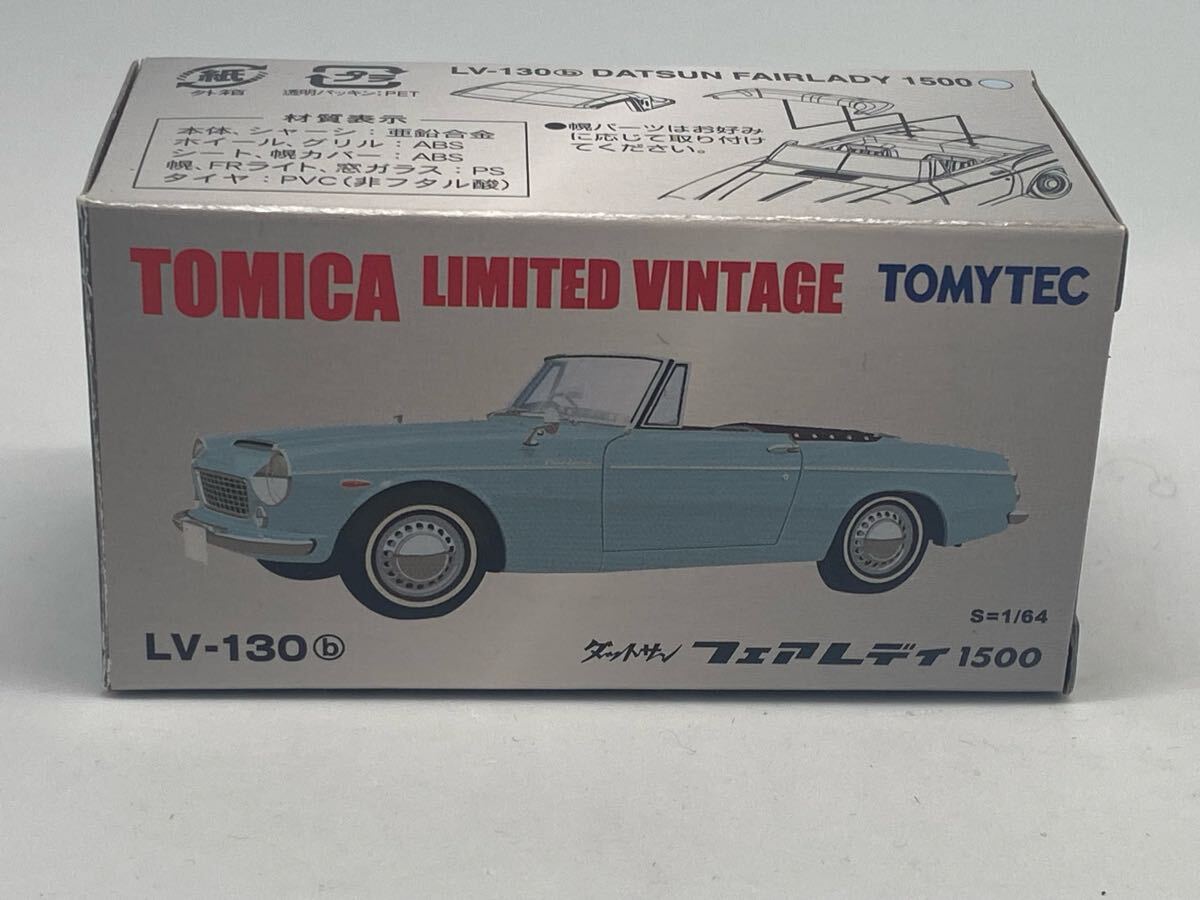 紙
外箱
プラ
透明パッキン:PET
LV-130ⓑ DATSUN FAIRLADY 1500
材質表示
本体、シャーシ:亜鉛合金
ホイール、グリル:ABS
シート、幌カバー:ABS
幌、FRライト、窓ガラス:PS
タイヤ:PVC(非フタル酸)
●幌パーツはお好み
に応じて取り付け
てください。
TOMICA LIMITED VINTAGE TOMYTEC
S=1/64
LV-130ⓑ
ダットサン フェアレディ 1500